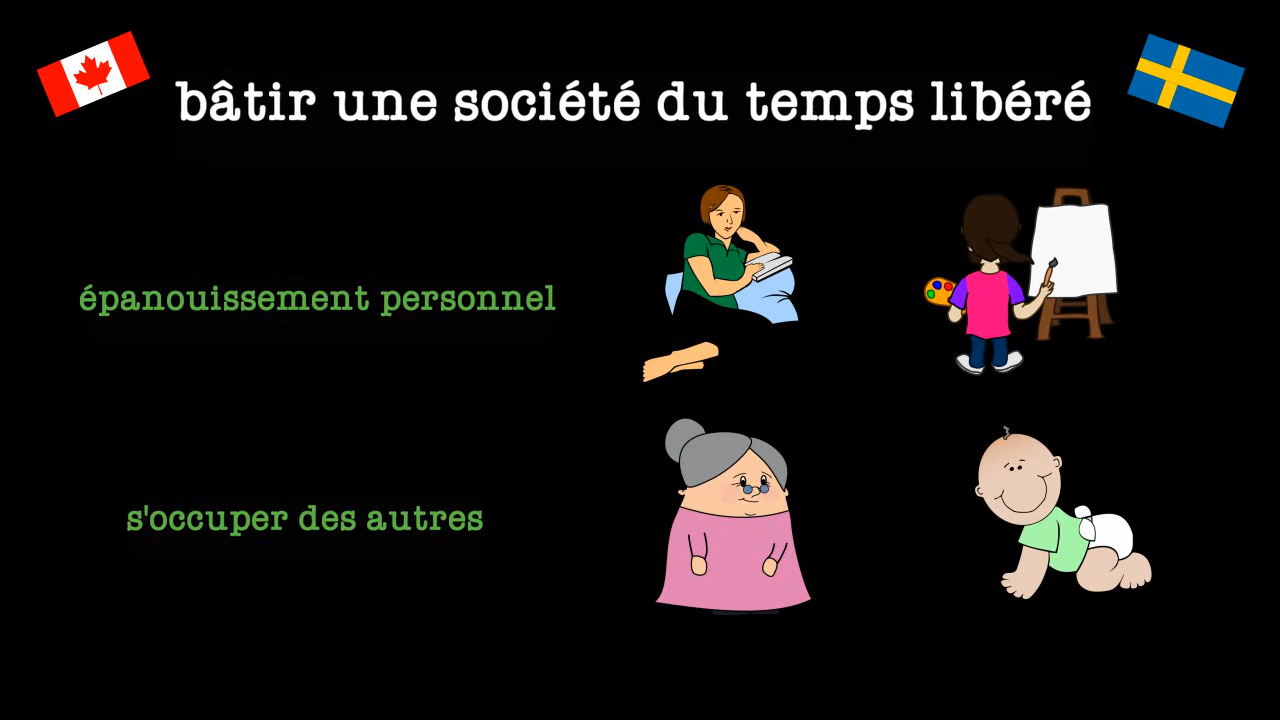 bâtir une société du temps libéré
épanouissement personnel
s'occuper des autres